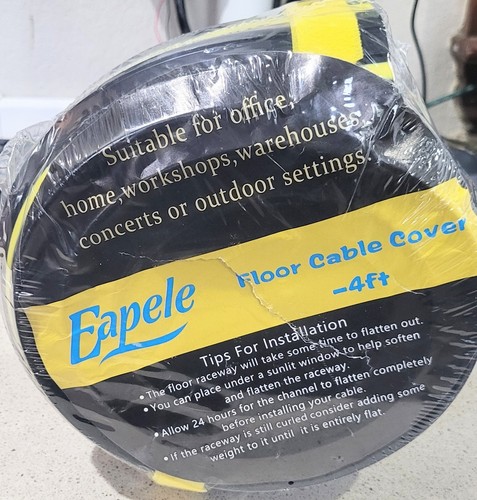 Suitable for office,
home,workshops,warehouses
concerts or outdoor settings.
Eapele
Floor Cable Cover
-4ft
Tips For Installation
• The floor raceway will take some time to flatten out.
• You can place under a sunlit window to help soften
and flatten the raceway.
• Allow 24 hours for the channel to flatten completely
before installing your cable.
• If the raceway is still curled consider adding some
weight to it until it is entirely flat.